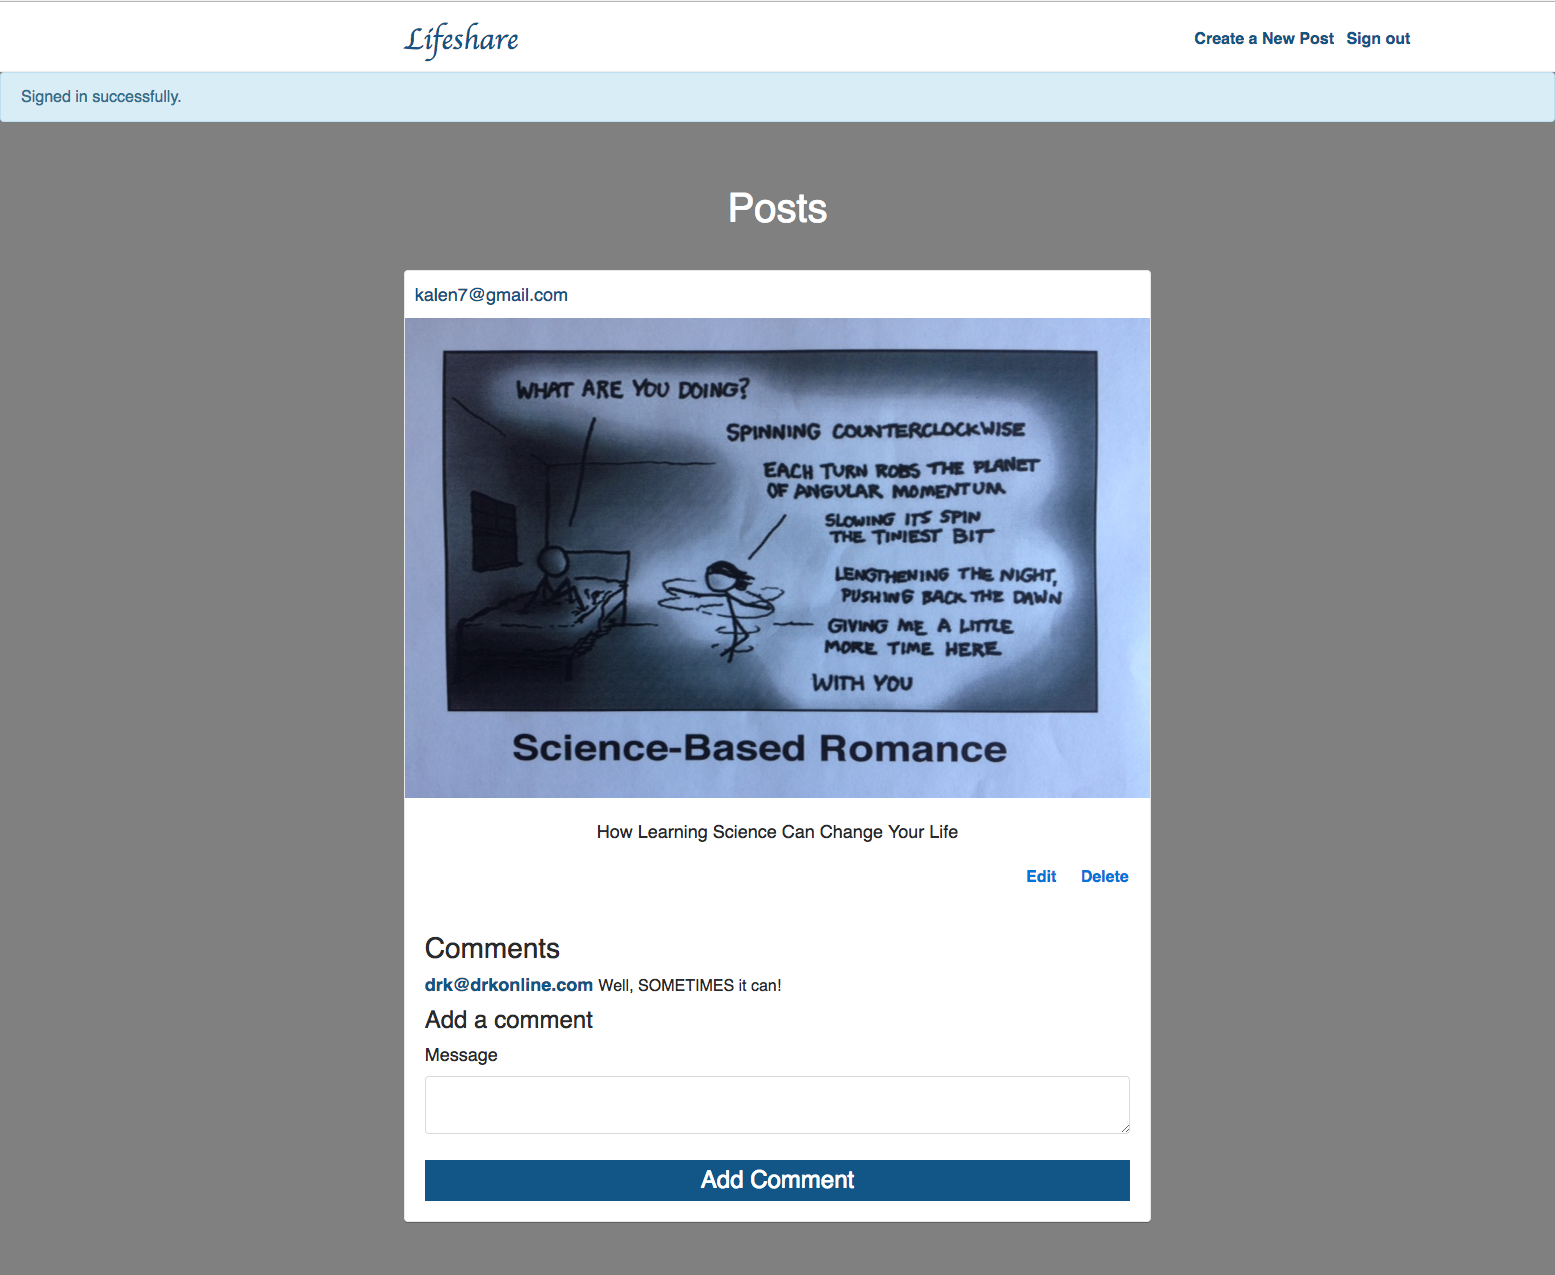 Lifeshare
Create a New Post Sign out
Signed in successfully.
Posts
kalen7@gmail.com
WHAT ARE YOU DOING?
SPINNING COUNTERCLOCKWISE
EACH TURN ROBS THE PLANET
OF ANGULAR MOMENTUM
SLOWING ITS SPIN
THE TINIEST BIT
LENGTHENING THE NIGHT,
PUSHING BACK THE DAWN
GIVING ME A LITTLE
MORE TIME HERE
WITH YOU
Science-Based Romance
How Learning Science Can Change Your Life
Edit Delete
Comments
drk@drkonline.com Well, SOMETIMES it can!
Add a comment
Message
Add Comment